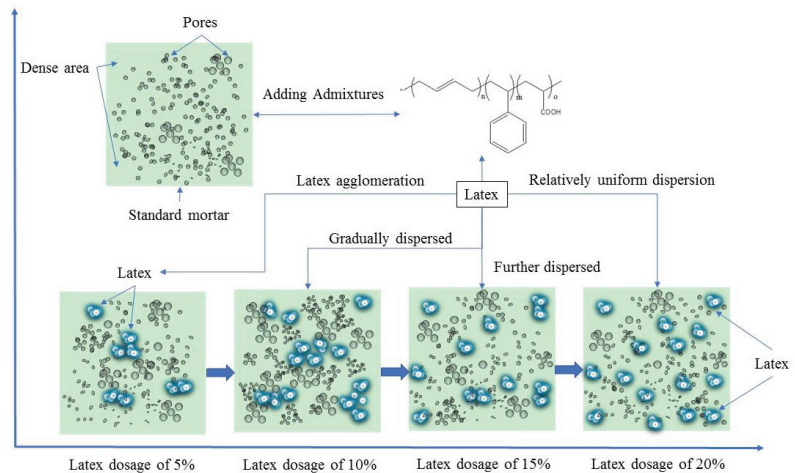 Pores
Dense area
Adding Admixtures
n
m
o
COOH
Standard mortar
Latex agglomeration
Latex
Relatively uniform dispersion
Gradually dispersed
Further dispersed
Latex
Latex
Latex dosage of 5%
Latex dosage of 10%
Latex dosage of 15%
Latex dosage of 20%